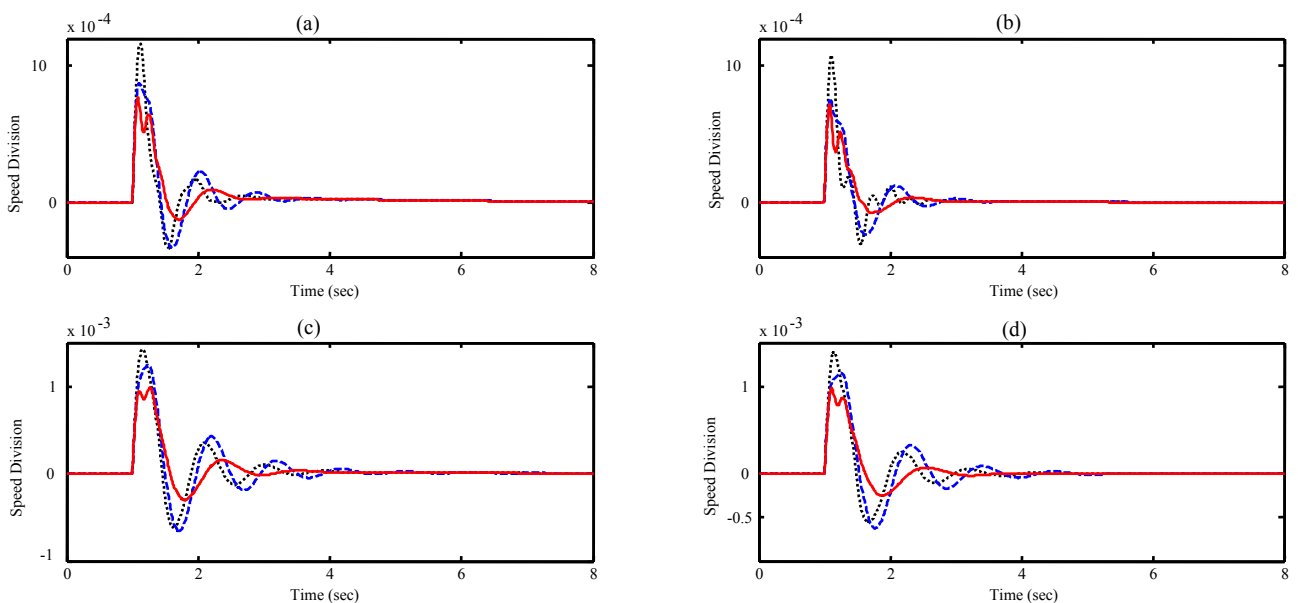 (a)
x 10^-4
10
0
Speed Division
0 2 4 6 8
Time (sec)
(b)
x 10^-4
10
0
Speed Division
0 2 4 6 8
Time (sec)
(c)
x 10^-3
1
0
-1
Speed Division
0 2 4 6 8
Time (sec)
(d)
x 10^-3
1
0
-0.5
Speed Division
0 2 4 6 8
Time (sec)